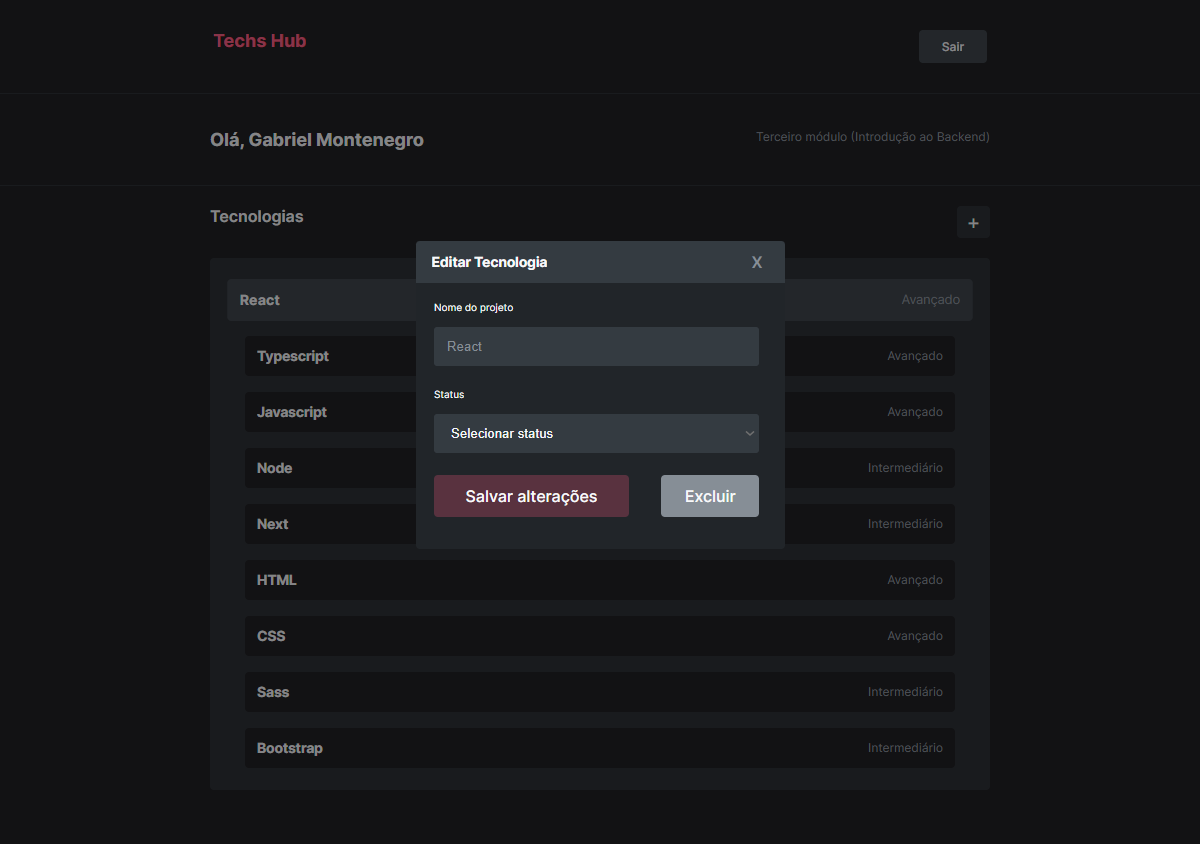 Techs Hub
Sair
Olá, Gabriel Montenegro
Terceiro módulo (Introdução ao Backend)
Tecnologias
+
Editar Tecnologia
X
Nome do projeto
React
Status
Selecionar status
Salvar alterações
Excluir
React
Avançado
Typescript
Avançado
Javascript
Avançado
Node
Intermediário
Next
Intermediário
HTML
Avançado
CSS
Avançado
Sass
Intermediário
Bootstrap
Intermediário